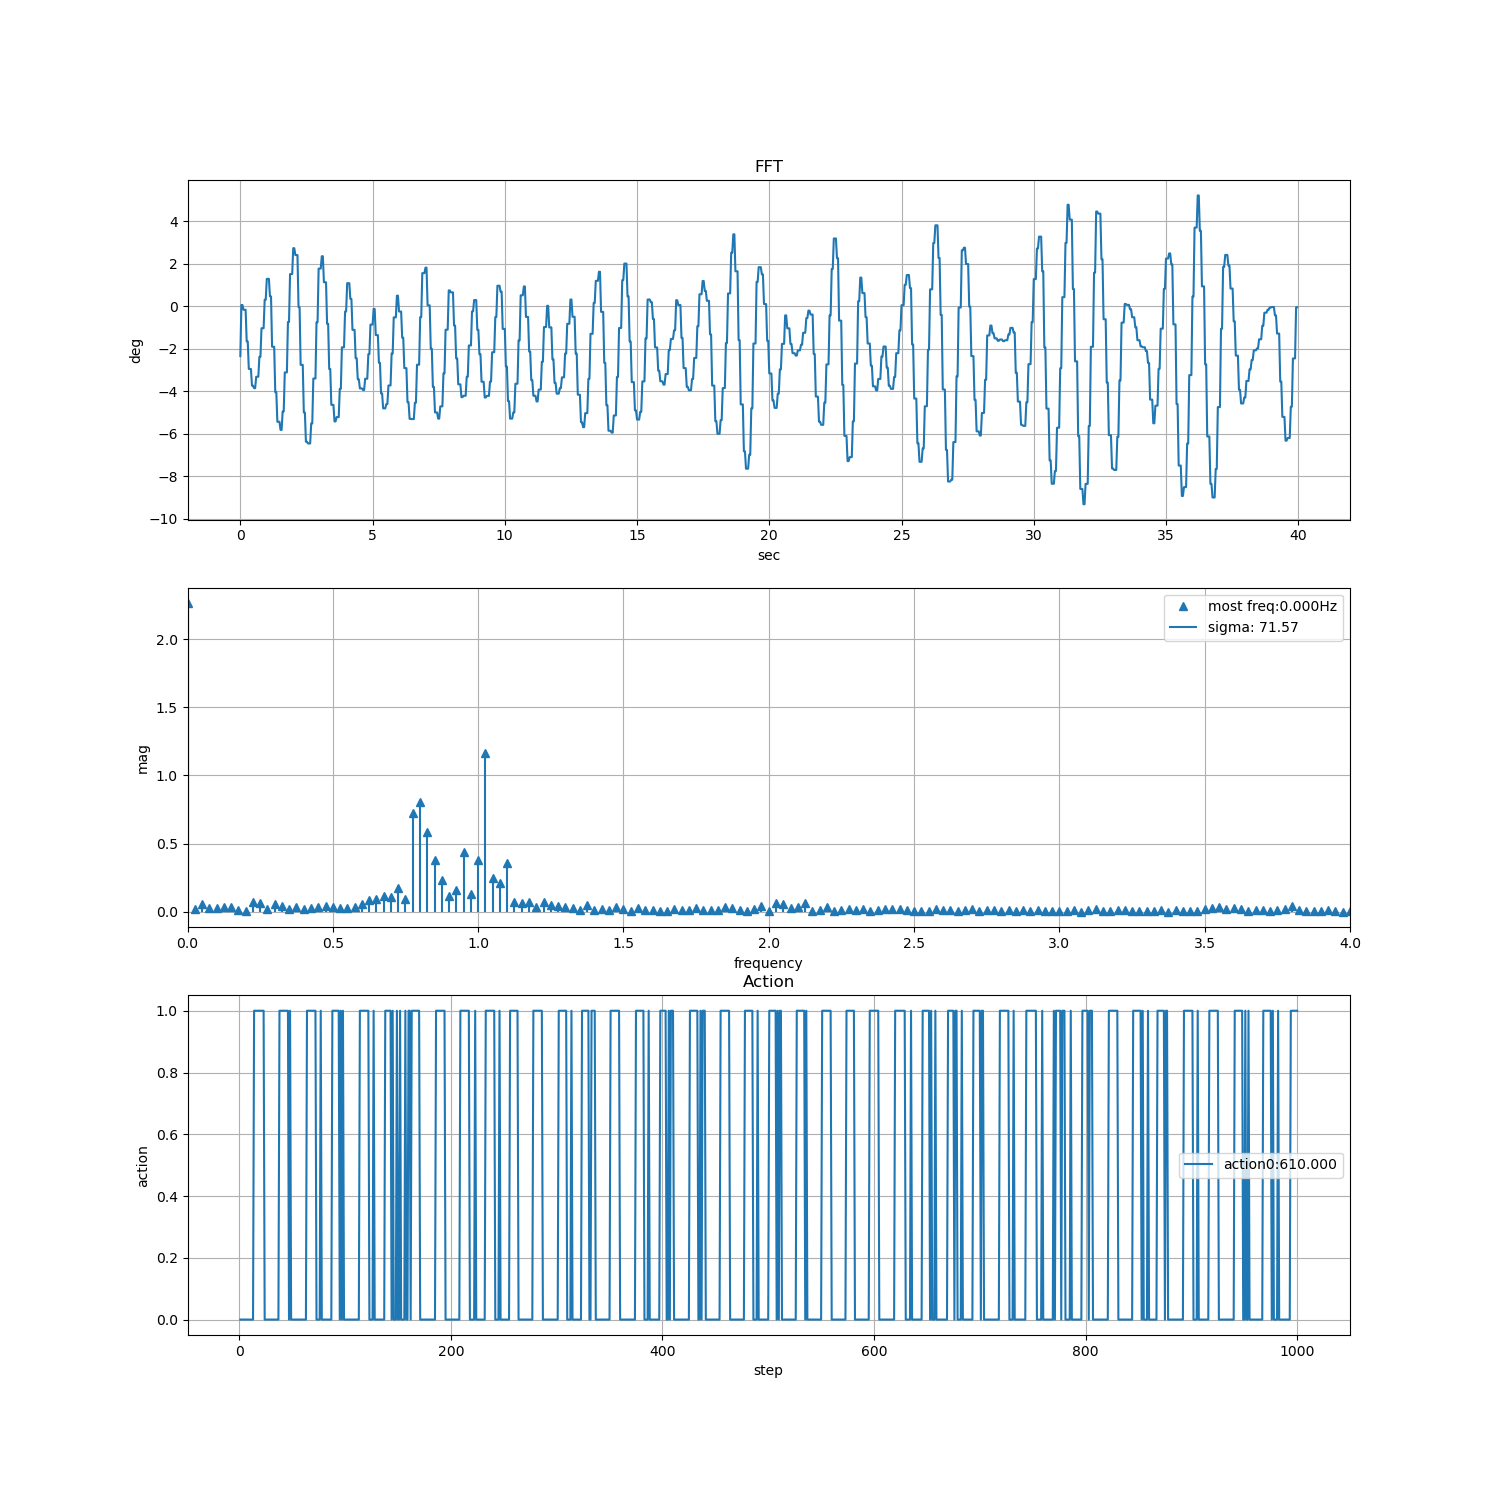 FFT
4
2
0
−2
−4
−6
−8
−10
deg
0 5 10 15 20 25 30 35 40
sec
most freq:0.000Hz
sigma: 71.57
2.0
1.5
1.0
0.5
0.0
mag
0.0 0.5 1.0 1.5 2.0 2.5 3.0 3.5 4.0
frequency
Action
1.0
0.8
0.6
0.4
0.2
0.0
action
action0:610.000
0 200 400 600 800 1000
step